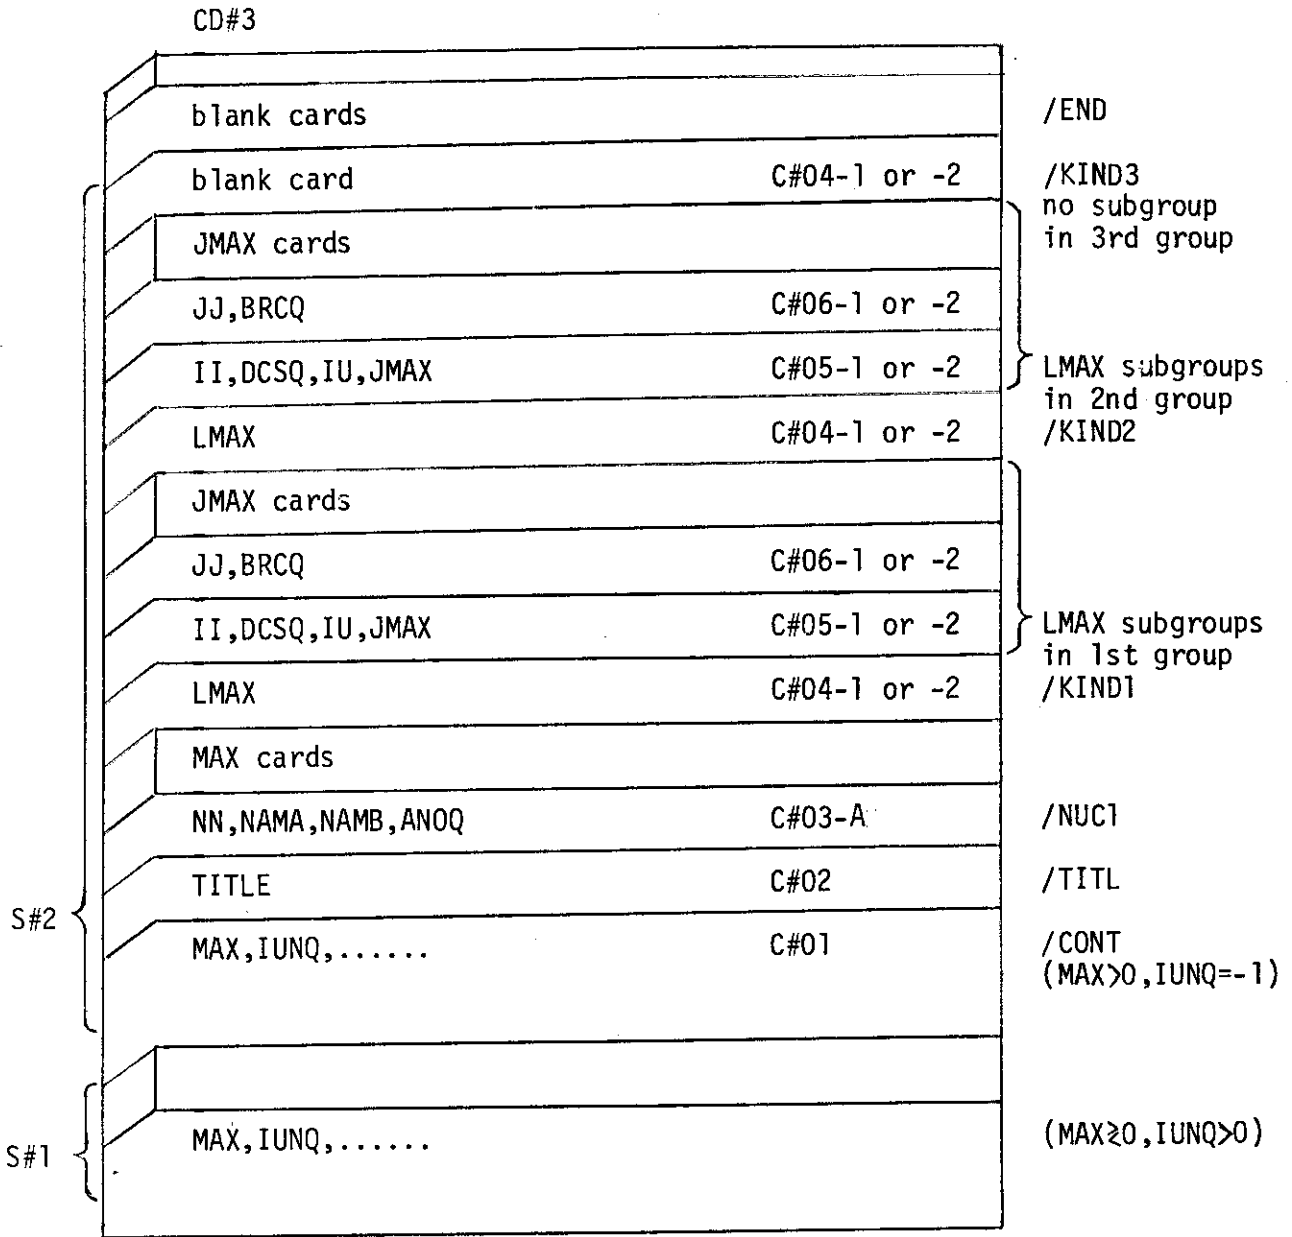 CD#3
blank cards /END
blank card C#04-1 or -2 /KIND3
no subgroup
in 3rd group
JMAX cards
JJ,BRCQ C#06-1 or -2
II,DCSQ,IU,JMAX C#05-1 or -2 LMAX subgroups
in 2nd group
LMAX C#04-1 or -2 /KIND2
JMAX cards
JJ,BRCQ C#06-1 or -2
II,DCSQ,IU,JMAX C#05-1 or -2 LMAX subgroups
in 1st group
LMAX C#04-1 or -2 /KIND1
MAX cards
NN,NAMA,NAMB,ANOQ C#03-A /NUC1
TITLE C#02 /TITL
S#2
MAX,IUNQ,...... C#01 /CONT
(MAX>0,IUNQ=-1)
S#1 MAX,IUNQ,...... (MAX≷0,IUNQ>0)